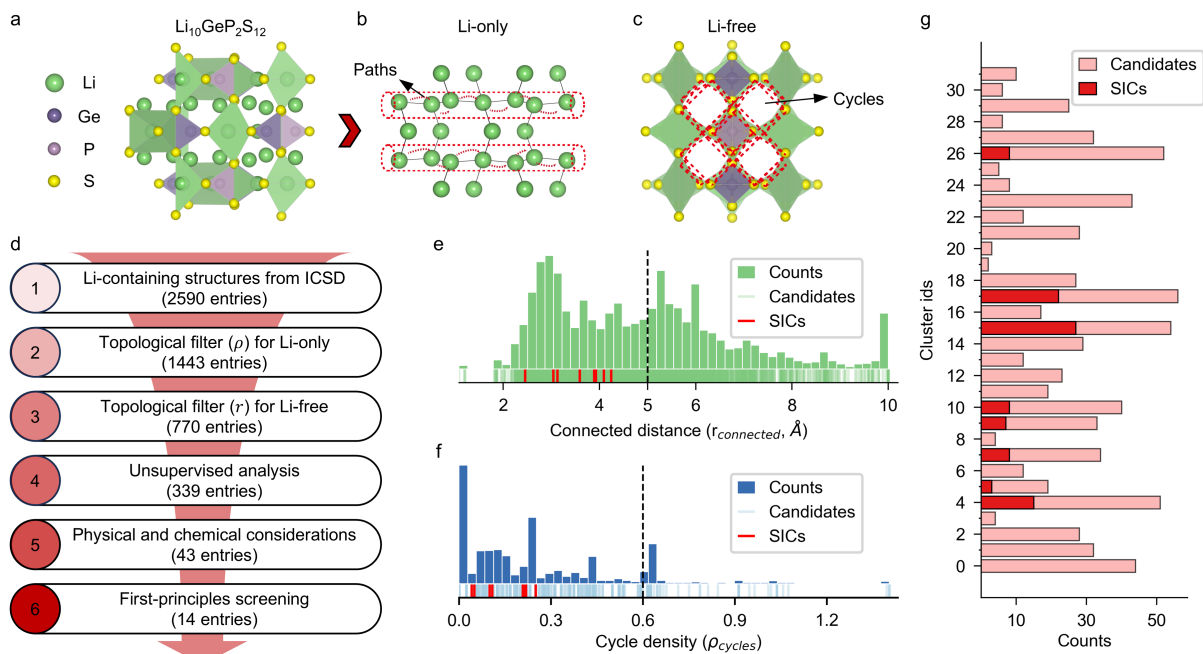 a
Li10GeP2S12
Li
Ge
P
S
b
Li-only
Paths
c
Li-free
Cycles
d
1
Li-containing structures from ICSD
(2590 entries)
2
Topological filter (ρ) for Li-only
(1443 entries)
3
Topological filter (r) for Li-free
(770 entries)
4
Unsupervised analysis
(339 entries)
5
Physical and chemical considerations
(43 entries)
6
First-principles screening
(14 entries)
e
Counts
Candidates
SICs
2 4 5 6 8 10
Connected distance (rconnected, Å)
f
Counts
Candidates
SICs
0.0 0.3 0.6 0.9 1.2
Cycle density (ρcycles)
g
Candidates
SICs
30
28
26
24
22
20
18
16
14
12
10
8
6
4
2
0
Cluster ids
10 30 50
Counts